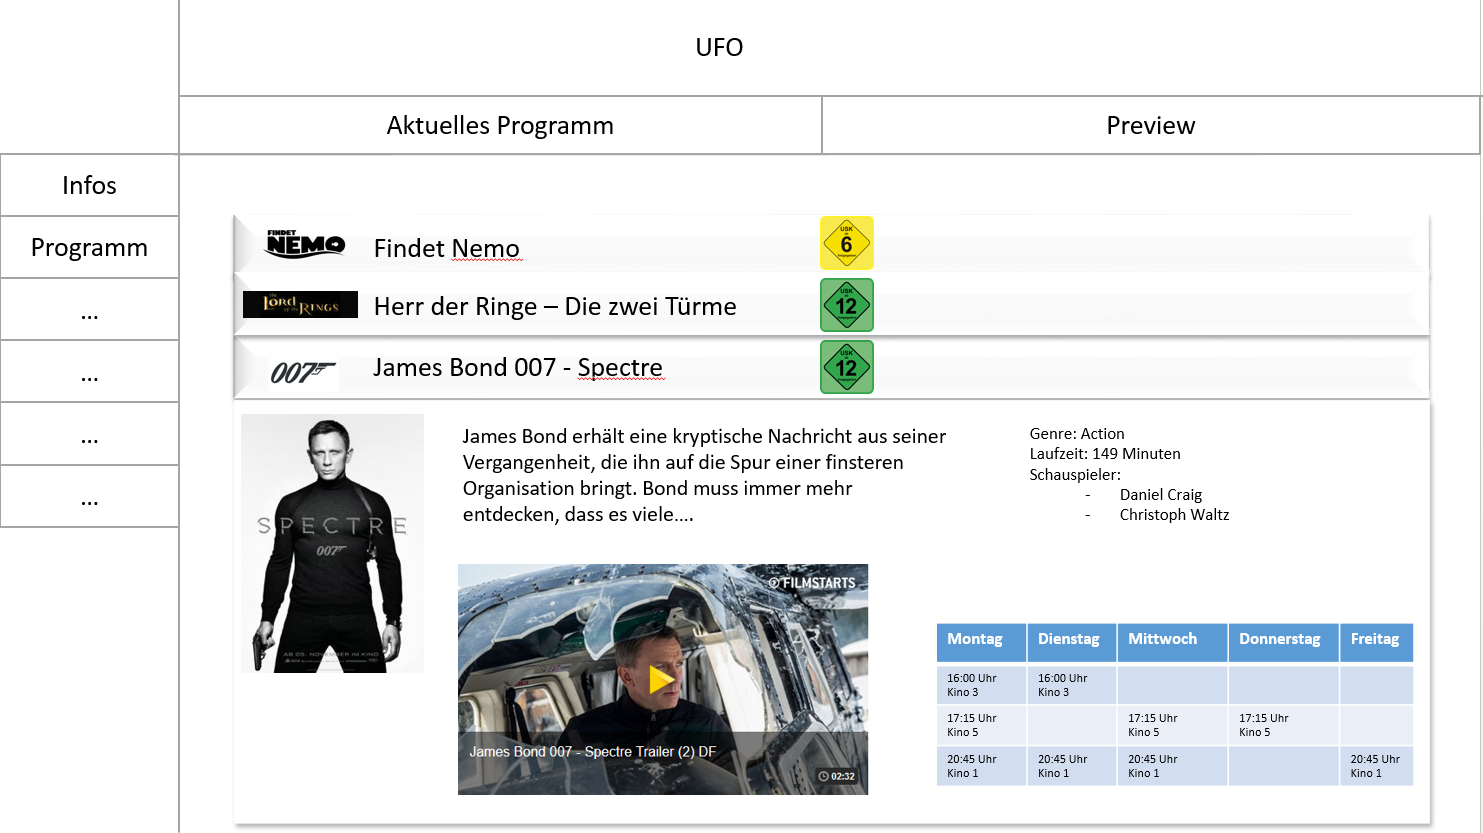 UFO
Aktuelles Programm
Preview
Infos
Programm
...
...
...
...
FINDET
NEMO
Findet Nemo
USK
ab
6
freigegeben
The
LORD
of the RINGS
Herr der Ringe – Die zwei Türme
USK
ab
12
freigegeben
007
James Bond 007 - Spectre
USK
ab
12
freigegeben
SPECTRE
007
AB 05. NOVEMBER IM KINO
James Bond erhält eine kryptische Nachricht aus seiner
Vergangenheit, die ihn auf die Spur einer finsteren
Organisation bringt. Bond muss immer mehr
entdecken, dass es viele....
Genre: Action
Laufzeit: 149 Minuten
Schauspieler:
- Daniel Craig
- Christoph Waltz
FILMSTARTS
James Bond 007 - Spectre Trailer (2) DF
02:32
Montag Dienstag Mittwoch Donnerstag Freitag
16:00 Uhr 16:00 Uhr
Kino 3 Kino 3
17:15 Uhr 17:15 Uhr 17:15 Uhr
Kino 5 Kino 5 Kino 5
20:45 Uhr 20:45 Uhr 20:45 Uhr 20:45 Uhr
Kino 1 Kino 1 Kino 1 Kino 1